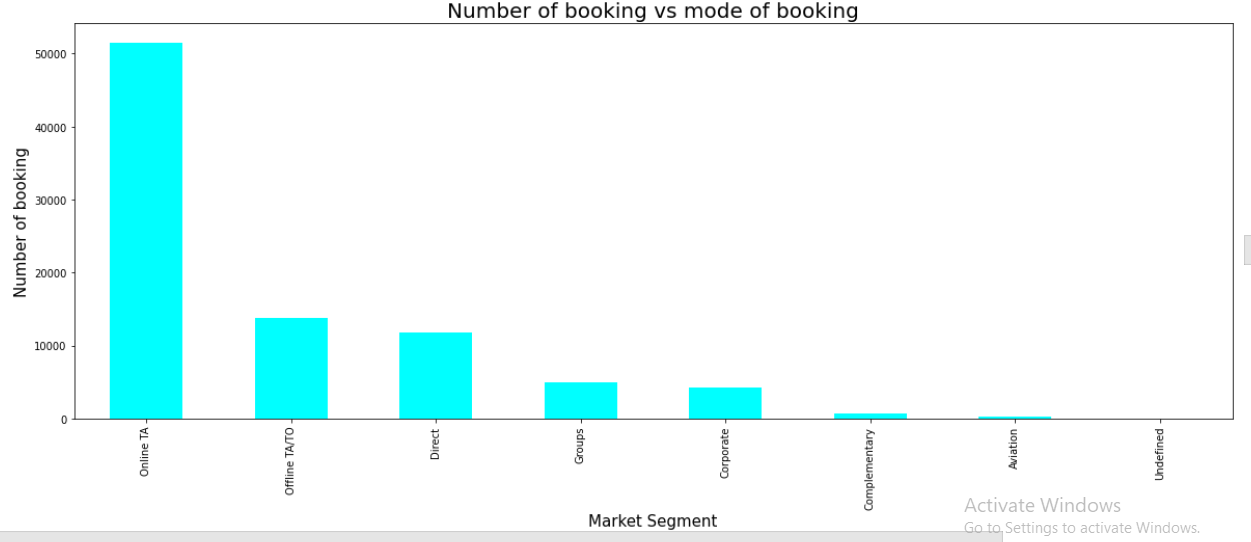 Number of booking vs mode of booking
Number of booking
50000
40000
30000
20000
10000
0
Online TA
Offline TA/TO
Direct
Groups
Corporate
Complementary
Aviation
Undefined
Market Segment
Activate Windows
Go to Settings to activate Windows.